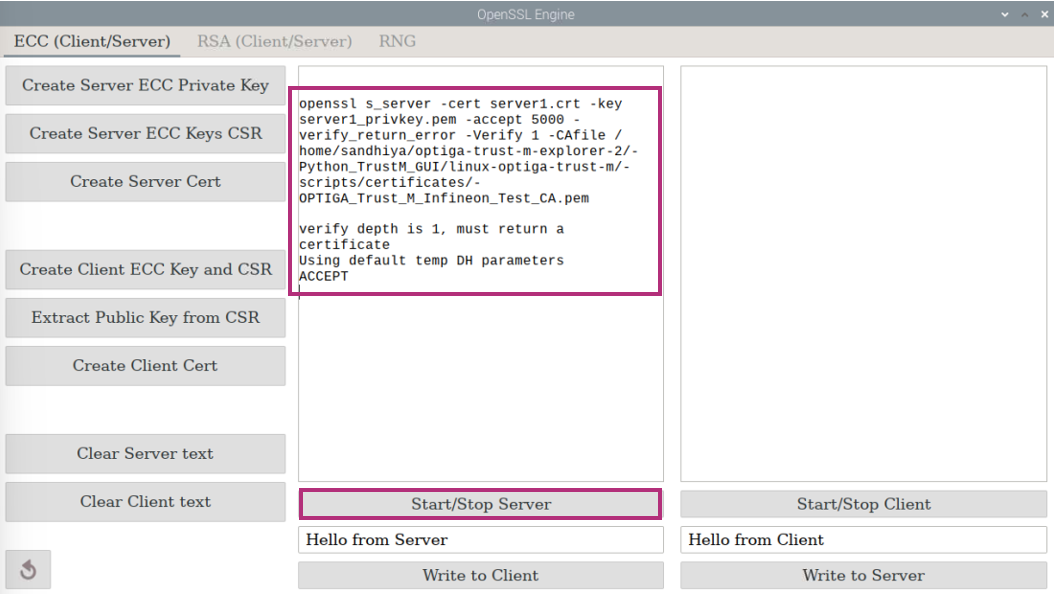 OpenSSL Engine
ECC (Client/Server) RSA (Client/Server) RNG
Create Server ECC Private Key
Create Server ECC Keys CSR
Create Server Cert
Create Client ECC Key and CSR
Extract Public Key from CSR
Create Client Cert
Clear Server text
Clear Client text
openssl s_server -cert server1.crt -key
server1_privkey.pem -accept 5000 -
verify_return_error -Verify 1 -CAfile /
home/sandhiya/optiga-trust-m-explorer-2/-
Python_TrustM_GUI/linux-optiga-trust-m/-
scripts/certificates/-
OPTIGA_Trust_M_Infineon_Test_CA.pem
verify depth is 1, must return a
certificate
Using default temp DH parameters
ACCEPT
Start/Stop Server
Hello from Server
Write to Client
Start/Stop Client
Hello from Client
Write to Server